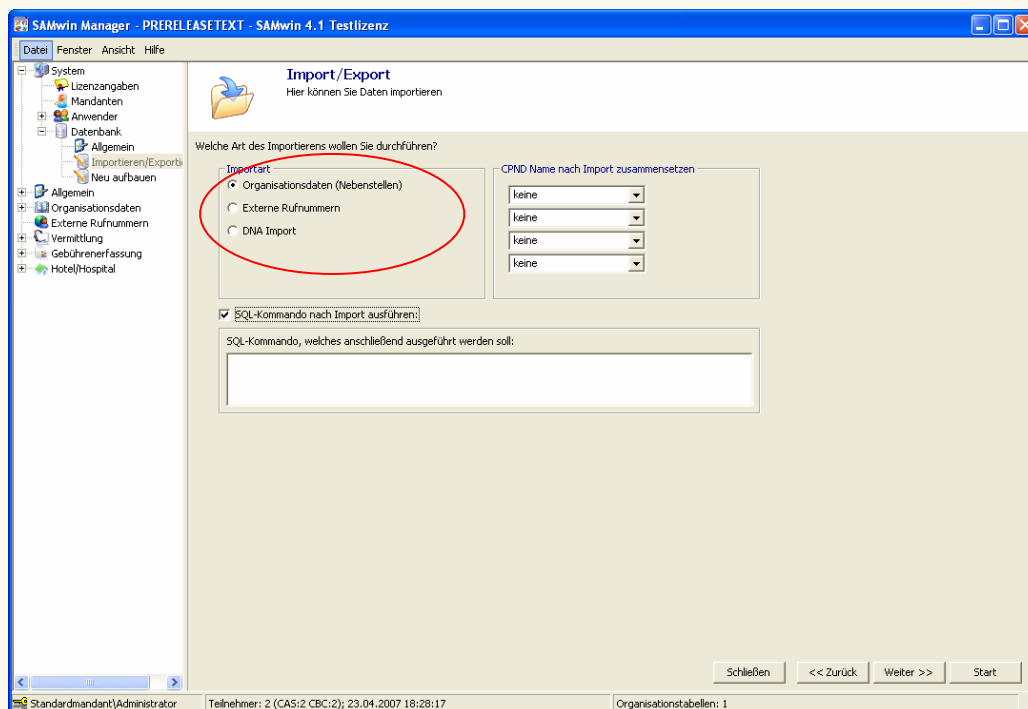 SAMwin Manager - PRERELEASETEXT - SAMwin 4.1 Testlizenz
Datei Fenster Ansicht Hilfe
System
Lizenzangaben
Mandanten
Anwender
Datenbank
Allgemein
Importieren/Exporti
Neu aufbauen
Allgemein
Organisationsdaten
Externe Rufnummern
Vermittlung
Gebührenerfassung
Hotel/Hospital
Import/Export
Hier können Sie Daten importieren
Welche Art des Importierens wollen Sie durchführen?
Importart
Organisationsdaten (Nebenstellen)
Externe Rufnummern
DNA Import
CPND Name nach Import zusammensetzen
keine
keine
keine
keine
SQL-Kommando nach Import ausführen:
SQL-Kommando, welches anschließend ausgeführt werden soll:
Schließen << Zurück Weiter >> Start
Standardmandant\Administrator Teilnehmer: 2 (CAS:2 CBC:2); 23.04.2007 18:28:17 Organisationstabellen: 1